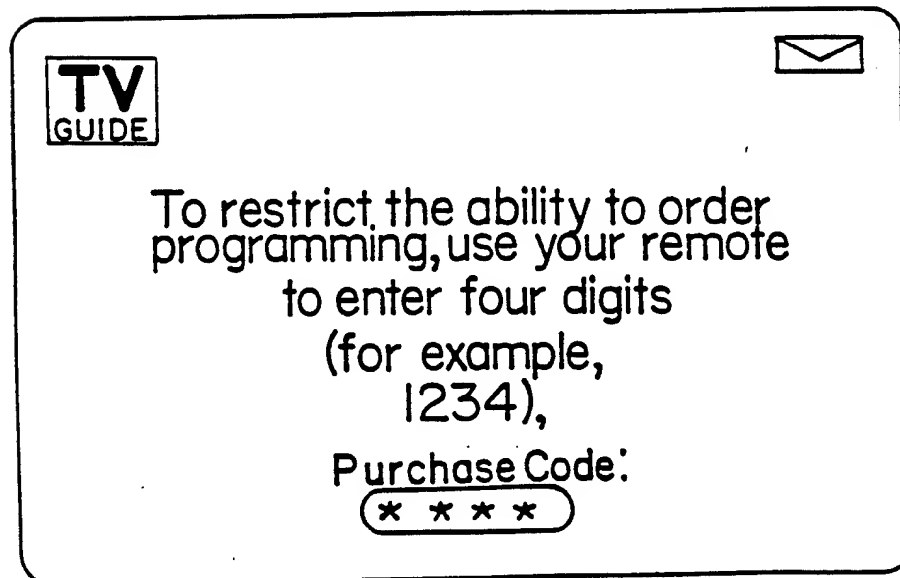 TV
GUIDE
To restrict the ability to order
programming, use your remote
to enter four digits
(for example,
1234),
Purchase Code:
* * * *